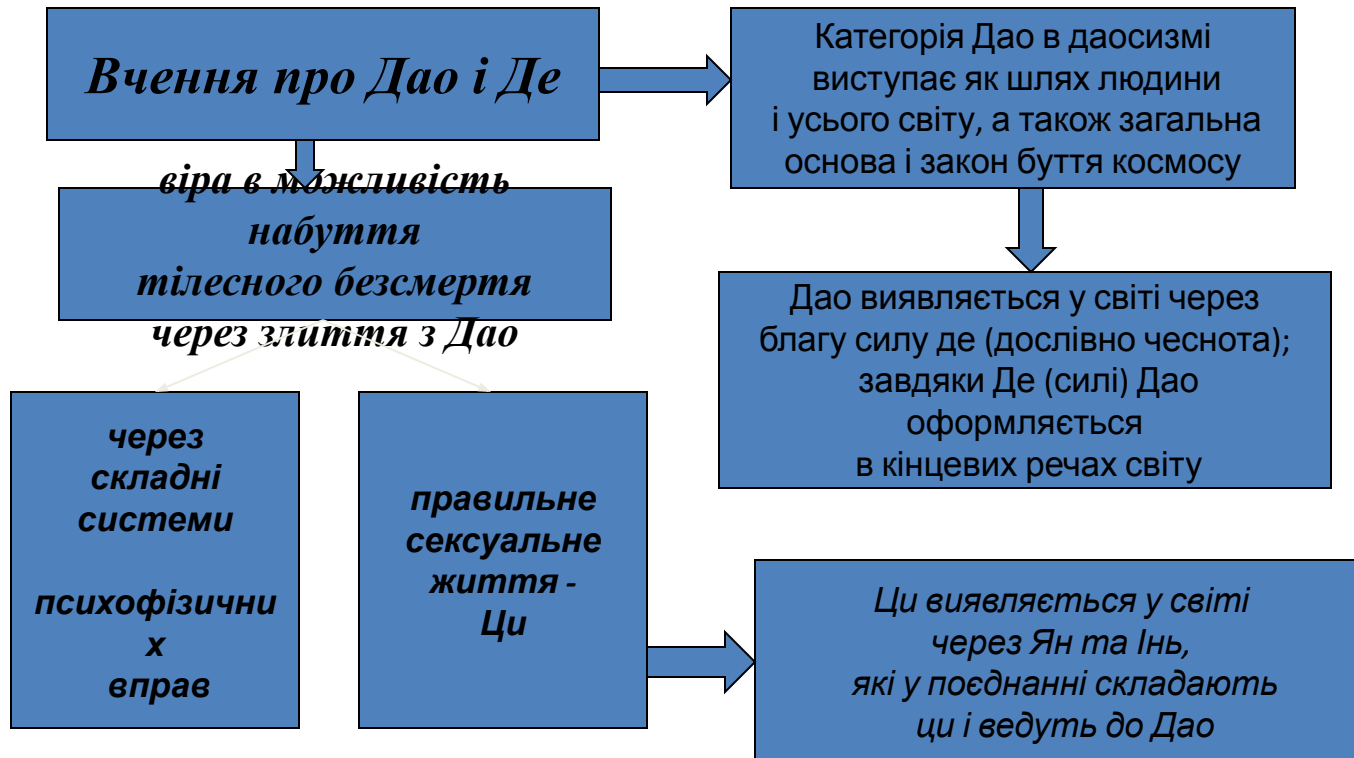 Вчення про Дао і Де
Категорія Дао в даосизмі
виступає як шлях людини
і усього світу, а також загальна
основа і закон буття космосу
віра в можливість
набуття
тілесного безсмертя
через злиття з Дао
Дао виявляється у світі через
благу силу де (дослівно чеснота);
завдяки Де (силі) Дао
оформляється
в кінцевих речах світу
через
складні
системи
психофізични
х
вправ
правильне
сексуальне
життя -
Ци
Ци виявляється у світі
через Ян та Інь,
які у поєднанні складають
ци і ведуть до Дао